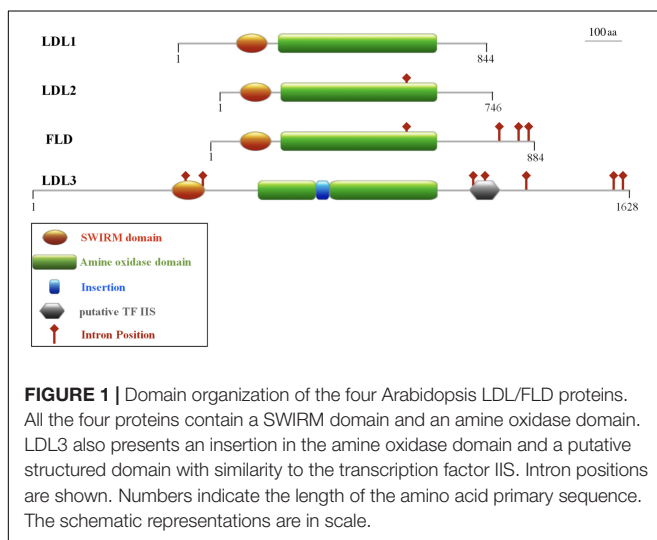 LDL1
100 aa
1
844
LDL2
1
746
FLD
1
884
LDL3
1
1628
SWIRM domain
Amine oxidase domain
Insertion
putative TF IIS
Intron Position
FIGURE 1 | Domain organization of the four Arabidopsis LDL/FLD proteins.
All the four proteins contain a SWIRM domain and an amine oxidase domain.
LDL3 also presents an insertion in the amine oxidase domain and a putative
structured domain with similarity to the transcription factor IIS. Intron positions
are shown. Numbers indicate the length of the amino acid primary sequence.
The schematic representations are in scale.